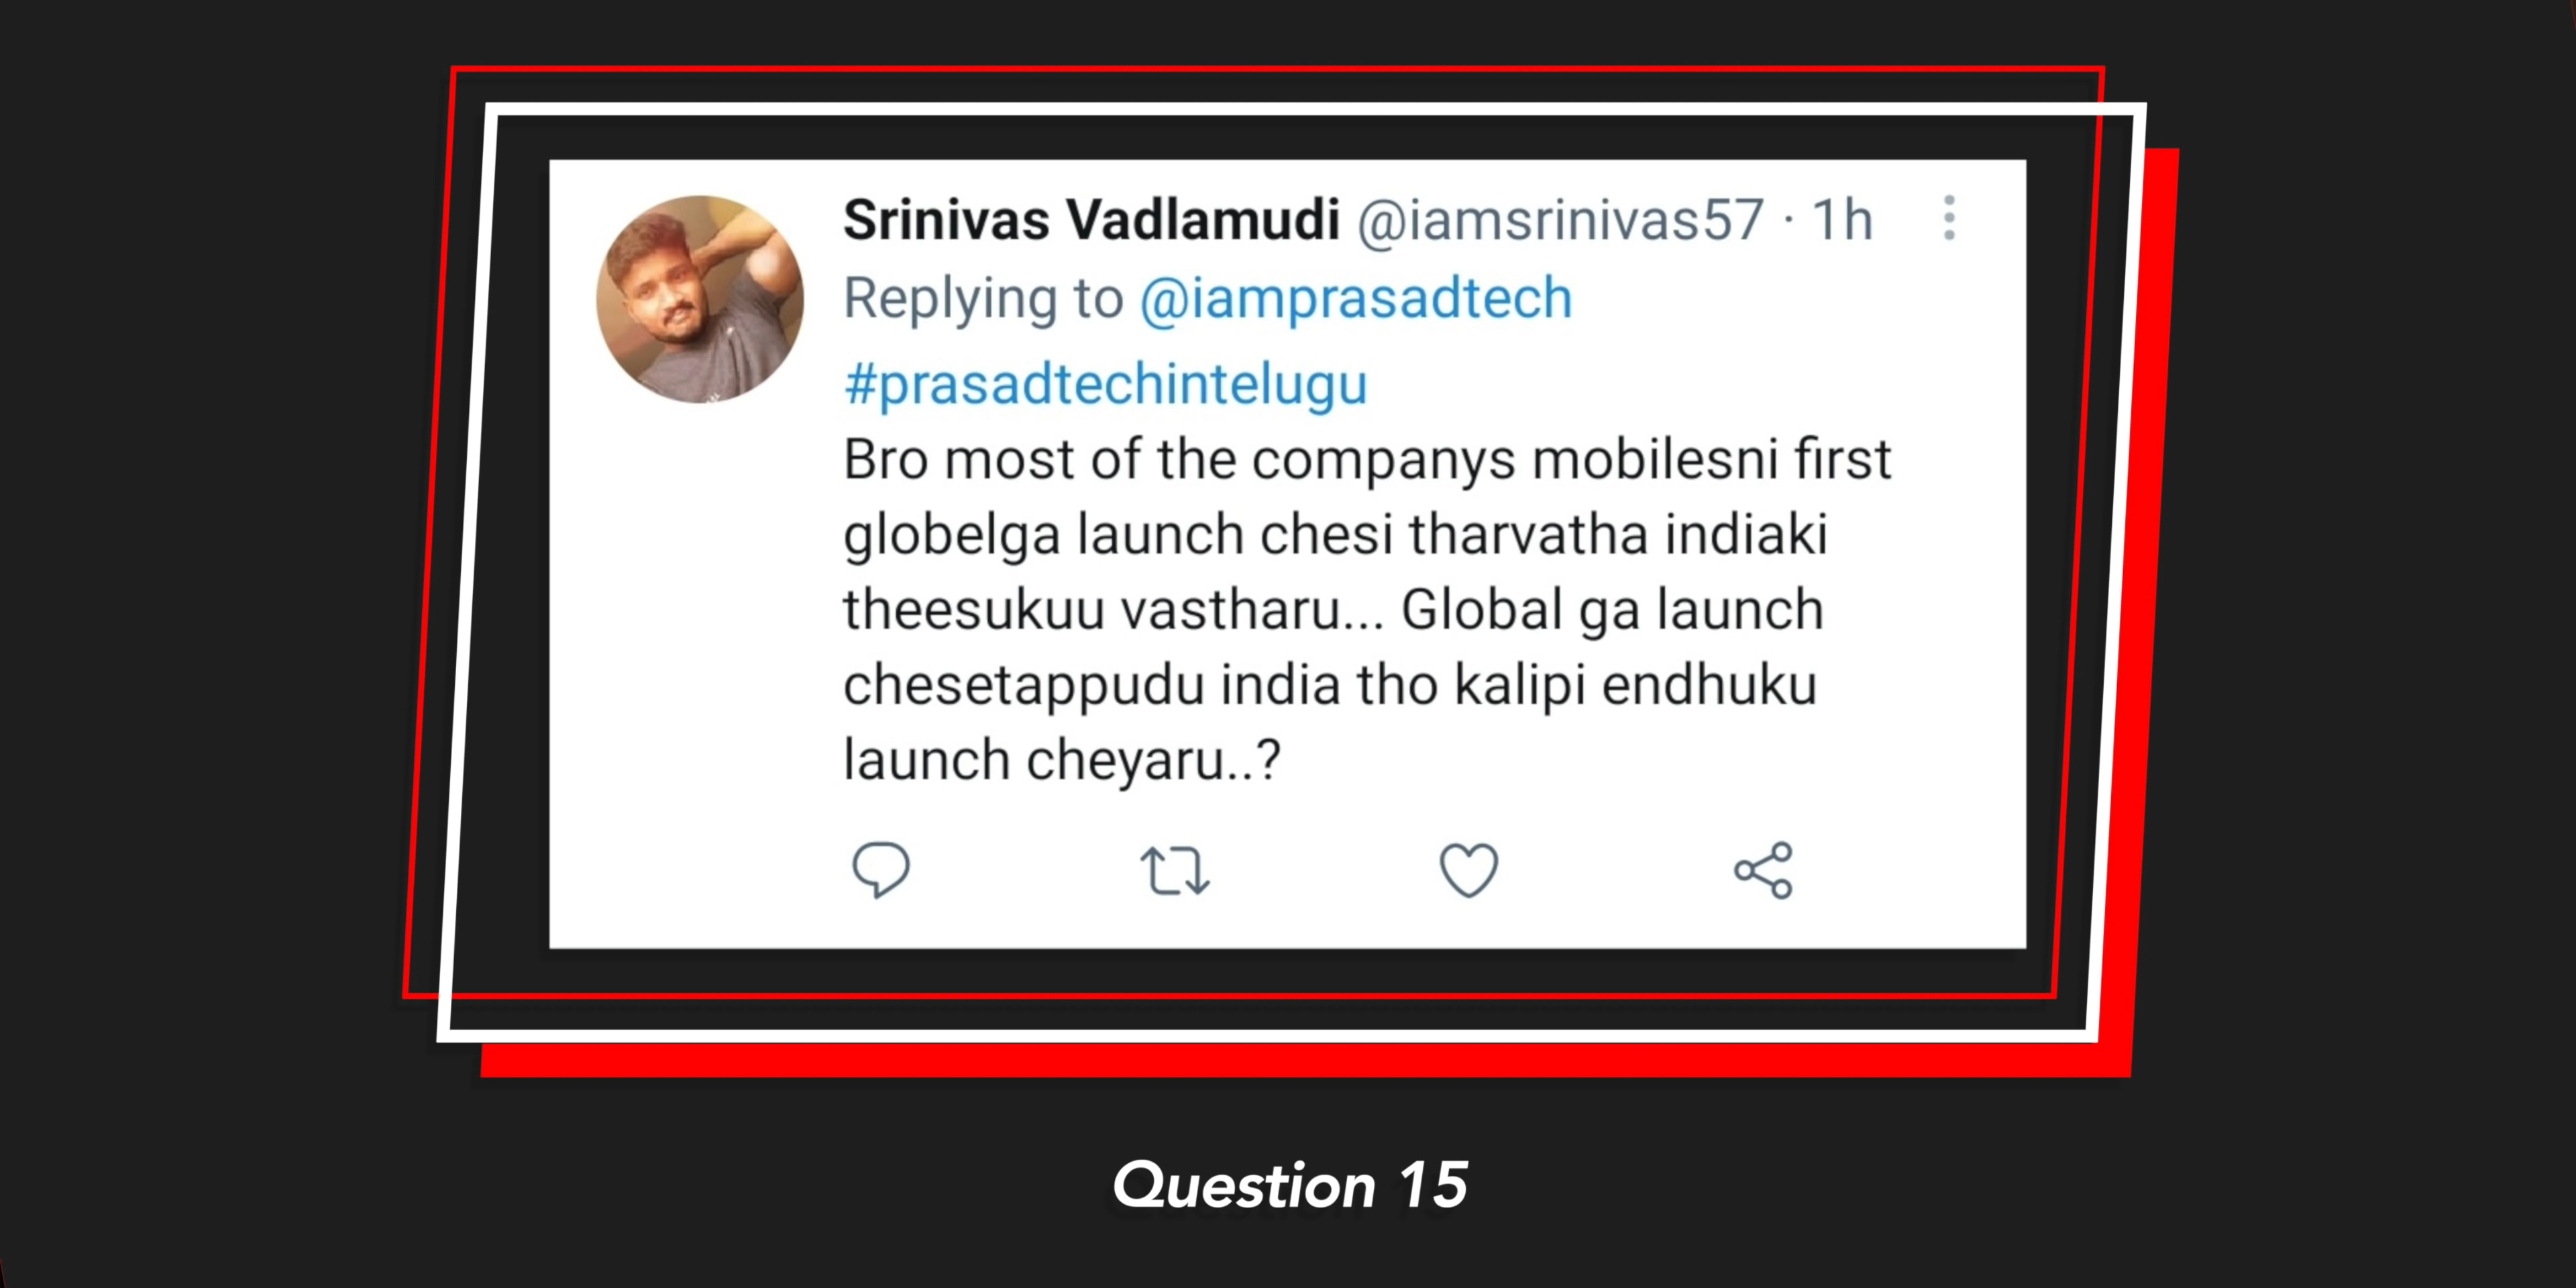 Srinivas Vadlamudi @iamsrinivas57 · 1h
Replying to @iamprasadtech
#prasadtechintelugu
Bro most of the companys mobilesni first
globelga launch chesi tharvatha indiaki
theesukuu vastharu... Global ga launch
chesetappudu india tho kalipi endhuku
launch cheyaru..?
Question 15